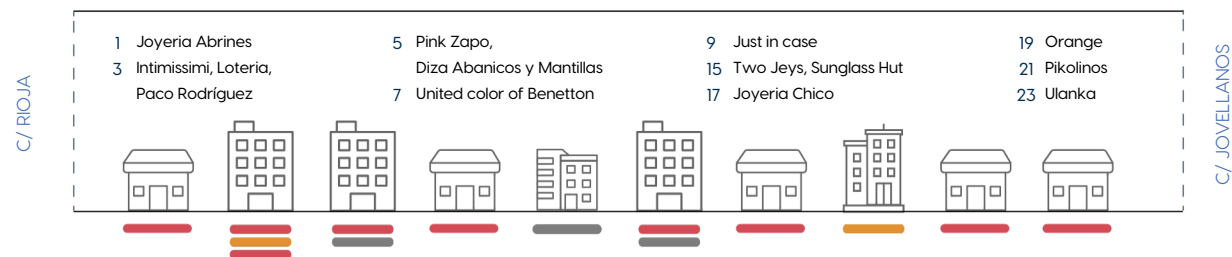 C/ RIOJA
1 Joyeria Abrines
3 Intimissimi, Loteria,
Paco Rodríguez
5 Pink Zapo,
Diza Abanicos y Mantillas
7 United color of Benetton
9 Just in case
15 Two Jeys, Sunglass Hut
17 Joyeria Chico
19 Orange
21 Pikolinos
23 Ulanka
C/ JOVELLANOS